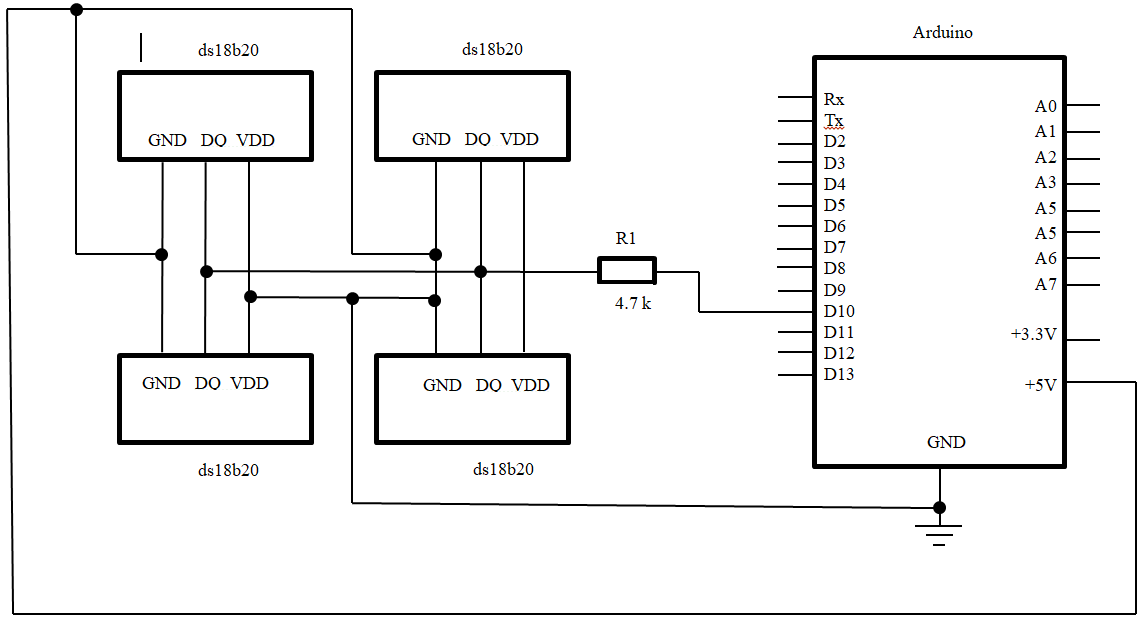 Arduino
ds18b20
ds18b20
GND DQ VDD
GND DQ VDD
GND DQ VDD
ds18b20
GND DQ VDD
ds18b20
R1
4.7 k
Rx
Tx
D2
D3
D4
D5
D6
D7
D8
D9
D10
D11
D12
D13
A0
A1
A2
A3
A5
A5
A6
A7
+3.3V
+5V
GND